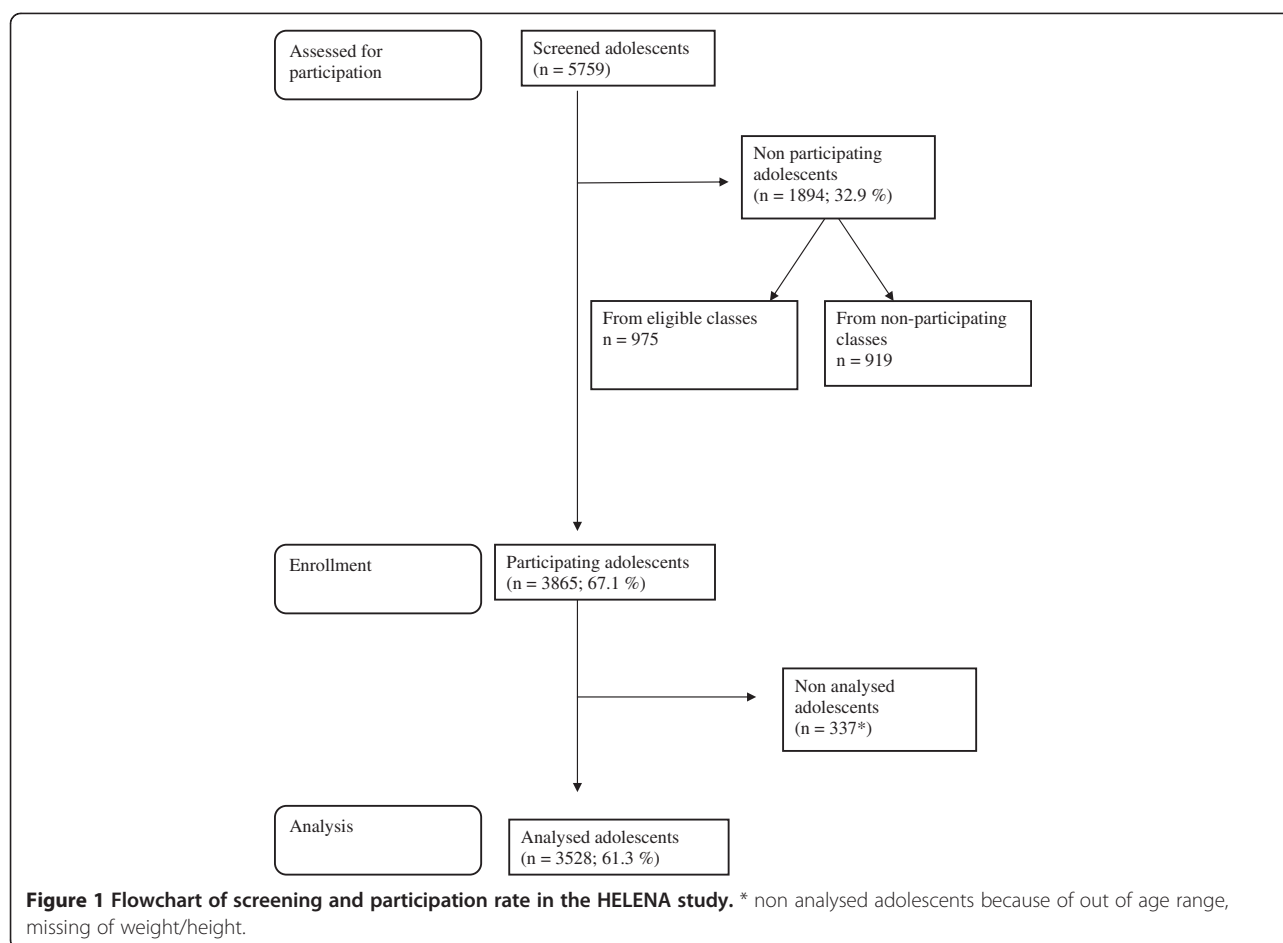 Assessed for
participation
Screened adolescents
(n = 5759)
Non participating
adolescents
(n = 1894; 32.9 %)
From eligible classes
n = 975
From non-participating
classes
n = 919
Enrollment
Participating adolescents
(n = 3865; 67.1 %)
Non analysed
adolescents
(n = 337*)
Analysis
Analysed adolescents
(n = 3528; 61.3 %)
Figure 1 Flowchart of screening and participation rate in the HELENA study. * non analysed adolescents because of out of age range,
missing of weight/height.